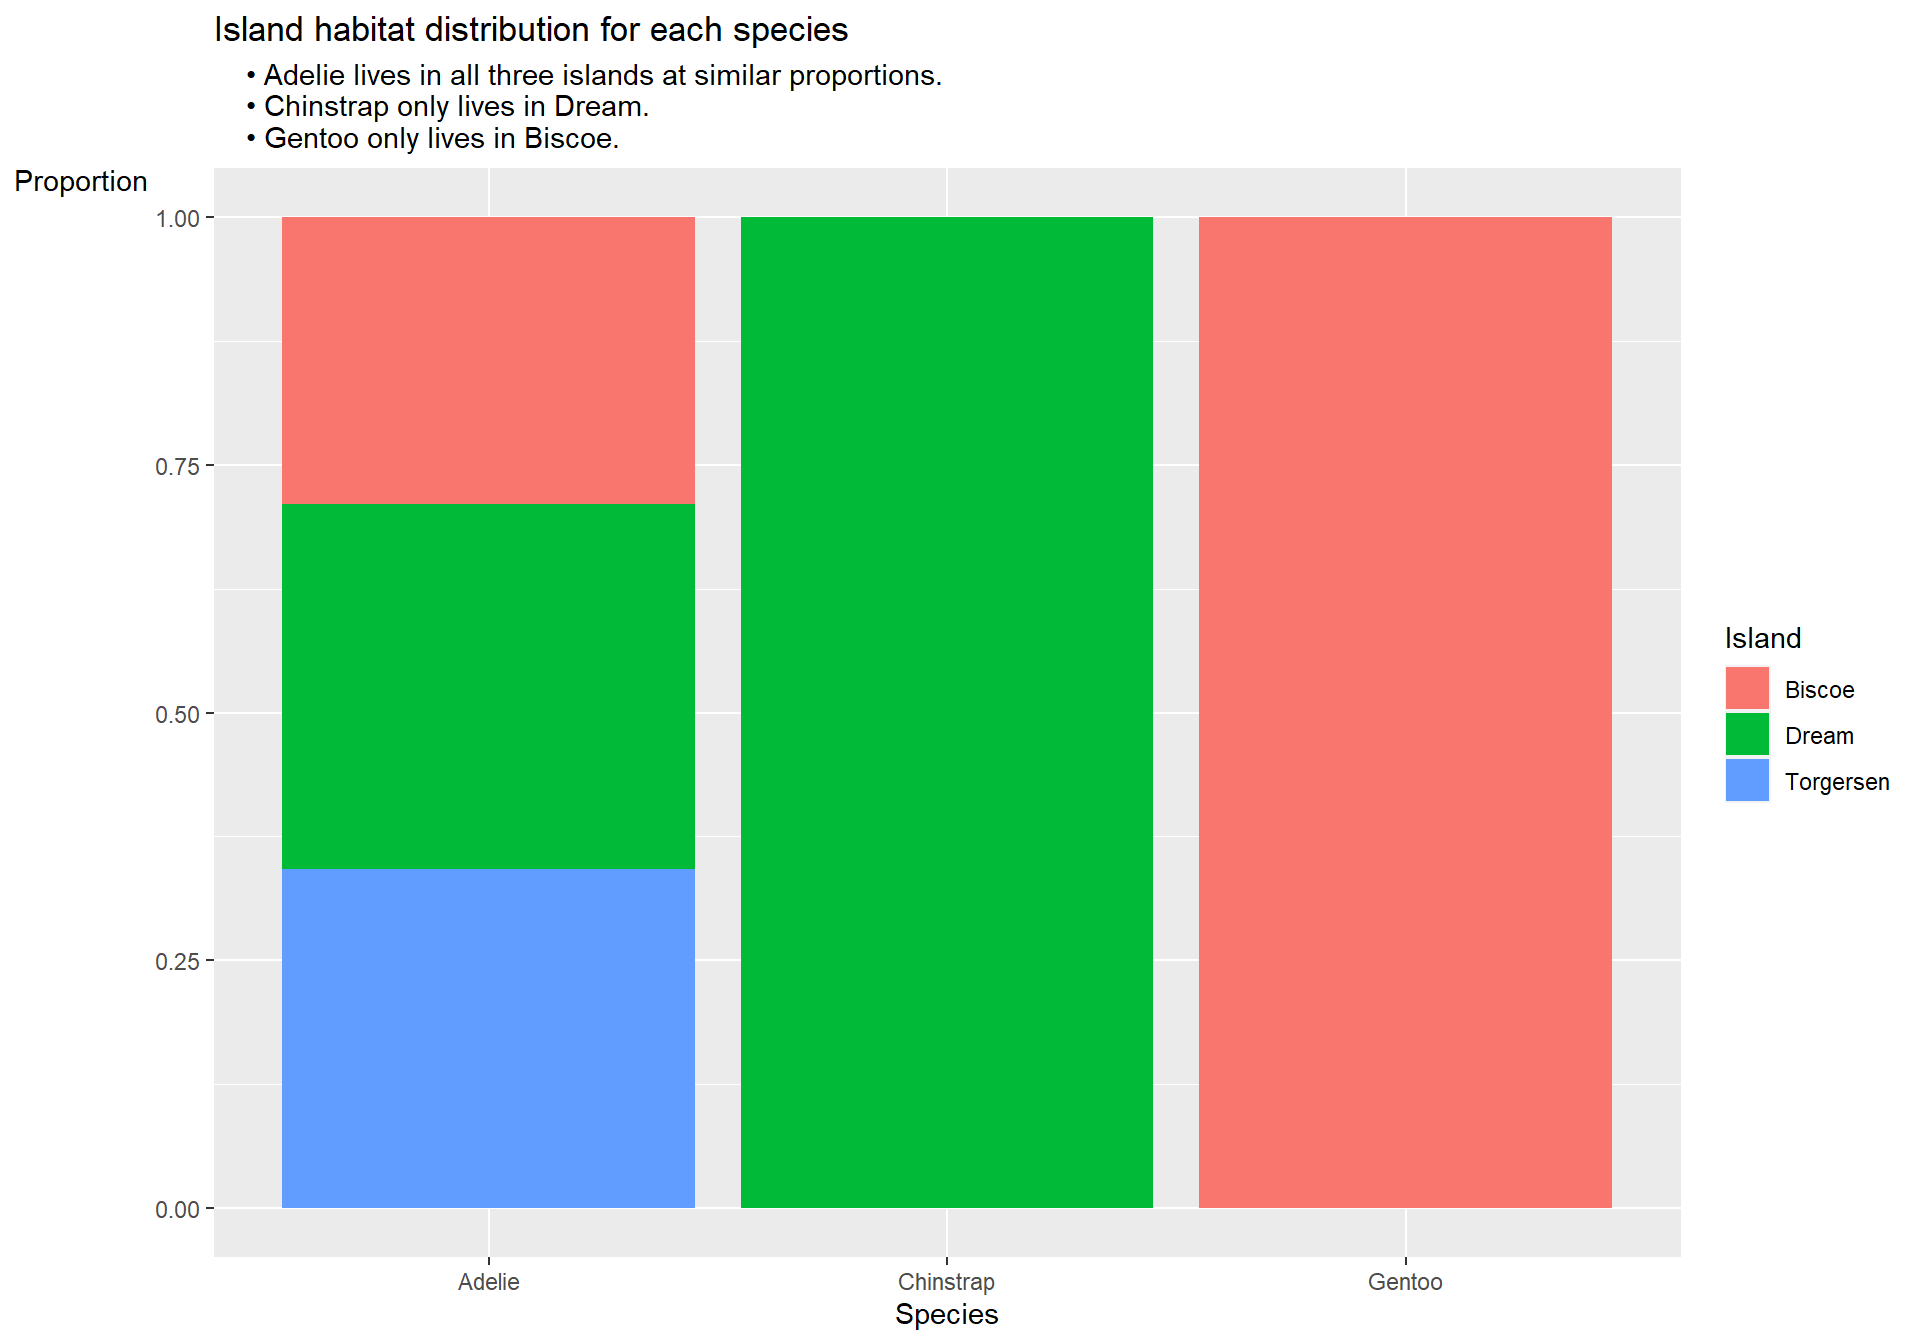 Island habitat distribution for each species
• Adelie lives in all three islands at similar proportions.
• Chinstrap only lives in Dream.
• Gentoo only lives in Biscoe.
Proportion
1.00
0.75
0.50
0.25
0.00
Adelie
Chinstrap
Gentoo
Species
Island
Biscoe
Dream
Torgersen